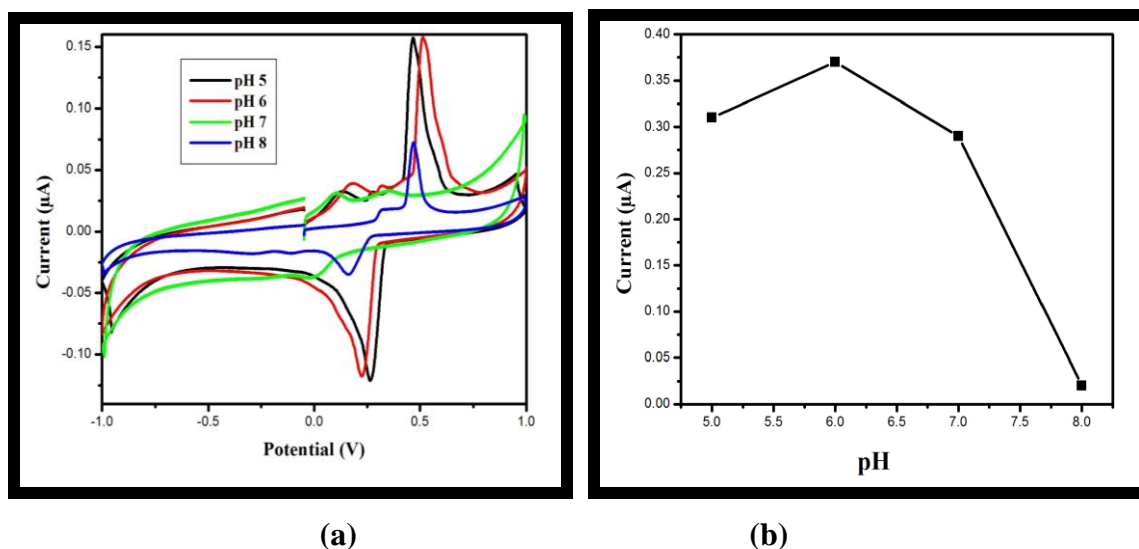 0.15
0.10
0.05
0.00
-0.05
-0.10
Current (μA)
pH 5
pH 6
pH 7
pH 8
-1.0 -0.5 0.0 0.5 1.0
Potential (V)
0.40
0.35
0.30
0.25
0.20
0.15
0.10
0.05
0.00
Current (μA)
5.0 5.5 6.0 6.5 7.0 7.5 8.0
pH
(a) (b)